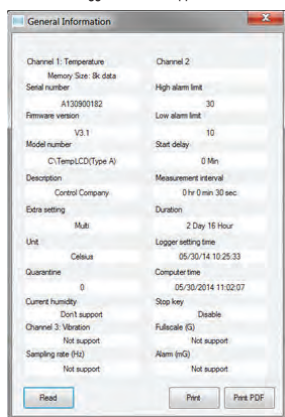 General Information
Channel 1: Temperature
Channel 2
Memory Size: 8k data
Serial number
High alarm limit
A130900182
30
Firmware version
Low alarm limit
V3.1
10
Model number
Start delay
C\TempLCD(Type A)
0 Min
Description
Measurement interval
Control Company
0 hr 0 min 30 sec
Extra setting
Duration
Multi
2 Day 16 Hour
Unit
Logger setting time
Celsius
05/30/14 10:25:33
Quarantine
Computer time
0
05/30/2014 11:02:07
Current humidity
Stop key
Don't support
Disable
Channel 3: Vibration
Fullscale (G)
Not support
Not support
Sampling rate (Hz)
Alarm (mG)
Not support
Not support
Read
Print
Print PDF